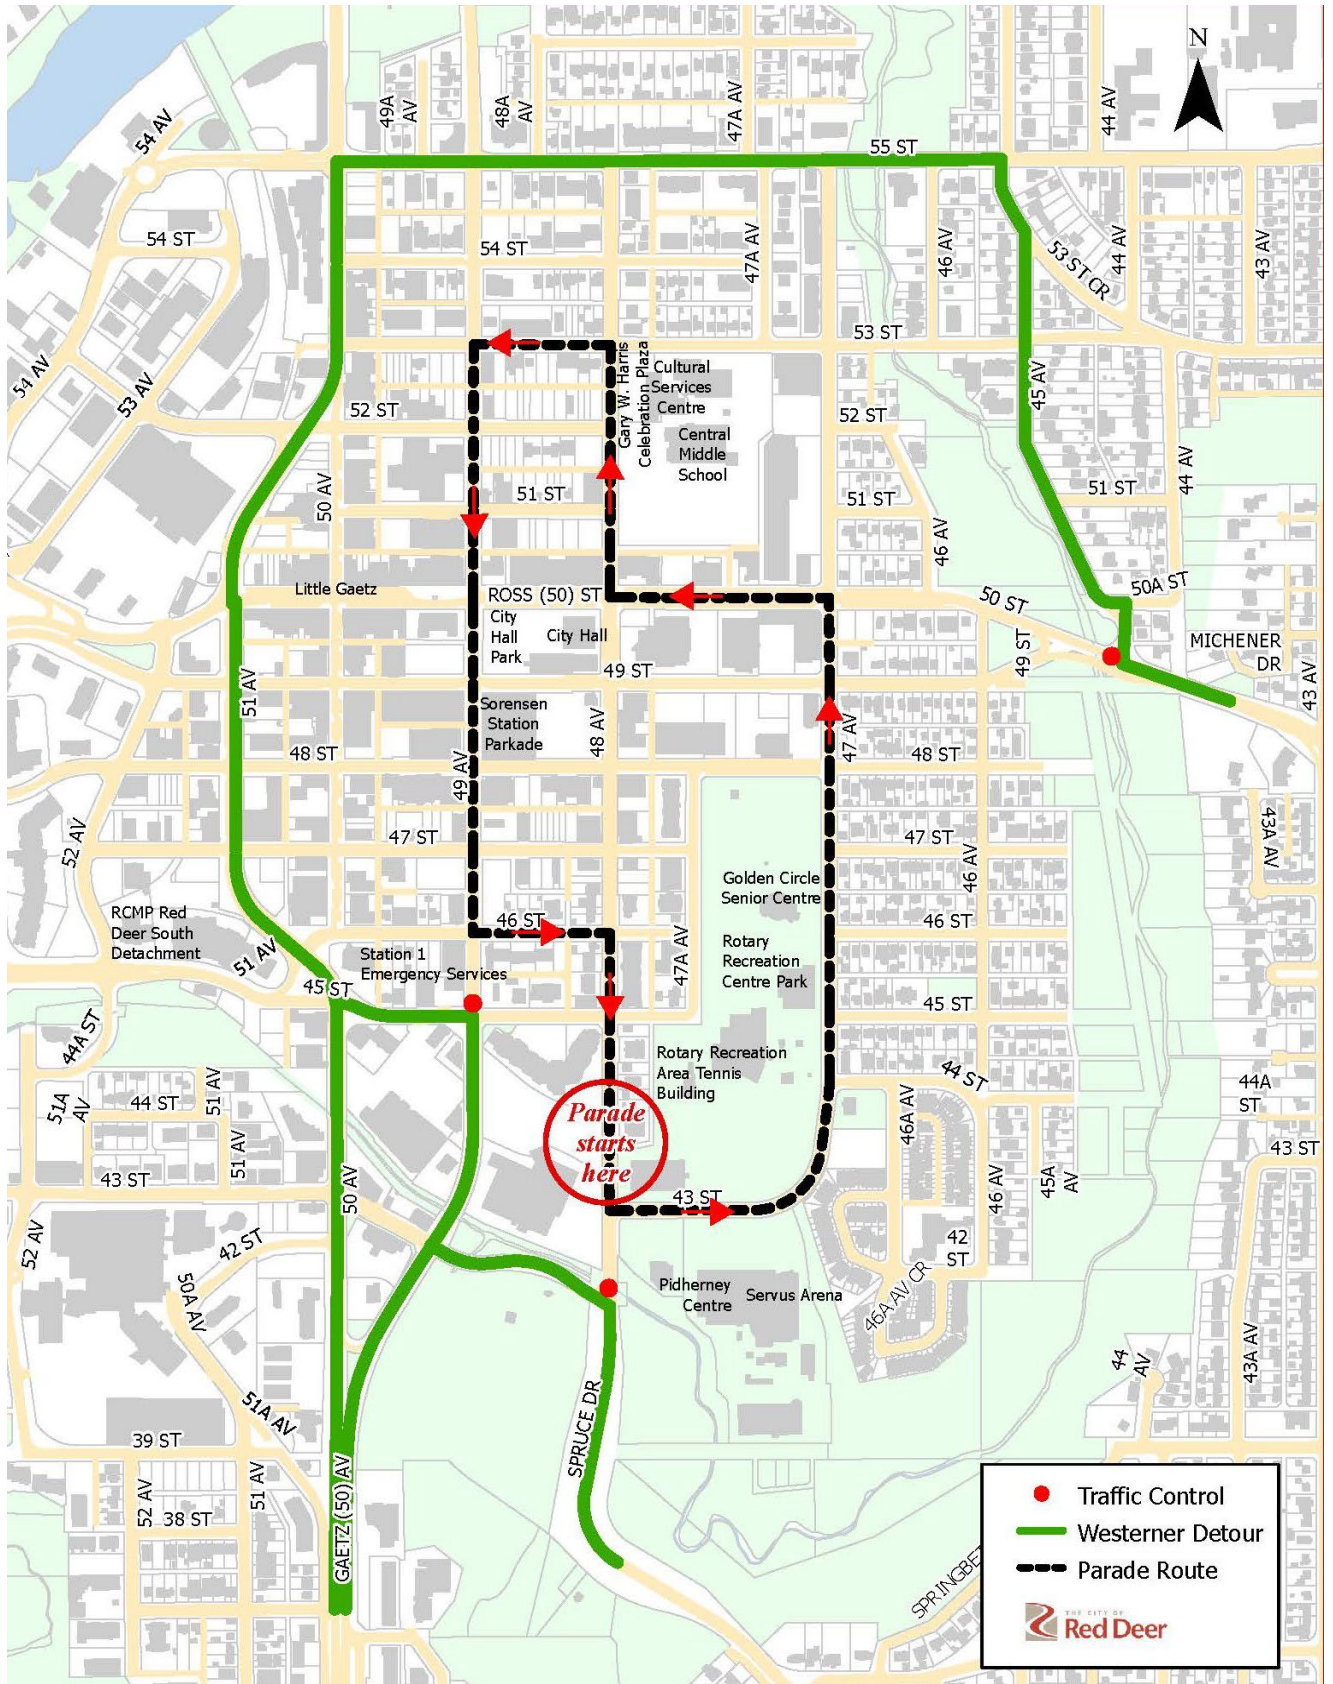 N
54 AV
49A
AV
48A
AV
47A AV
44 AV
55 ST
54 ST
54 ST
47A AV
46 AV
53 ST CR
44 AV
43 AV
54 AV
53 AV
53 ST
Gary W. Harris
Celebration Plaza
Cultural
Services
Centre
45 AV
52 ST
52 ST
Central
Middle
School
50 AV
51 ST
51 ST
46 AV
51 ST
44 AV
Little Gaetz
ROSS (50) ST
50 ST
50A ST
City
Hall
Park
City Hall
49 ST
49 ST
MICHENER
DR
43 AV
51 AV
Sorensen
Station
Parkade
48 AV
47 AV
48 ST
48 ST
49 AV
52 AV
47 ST
47 ST
46 AV
43A AV
Golden Circle
Senior Centre
RCMP Red
Deer South
Detachment
46 ST
46 ST
51 AV
Station 1
Emergency Services
47A AV
Rotary
Recreation
Centre Park
45 ST
45 ST
44A ST
Rotary Recreation
Area Tennis
Building
44 ST
44A
ST
51A
AV
44 ST
51 AV
51 AV
Parade
starts
here
46A AV
43 ST
43 ST
50 AV
43 ST
46 AV
45A
AV
52 AV
42 ST
42
ST
50A AV
Pidherney
Centre
Servus Arena
46A AV CR
44
AV
43A AV
51A AV
SPRUCE DR
39 ST
52 AV
51 AV
38 ST
GAETZ (50) AV
Traffic Control
Westerner Detour
Parade Route
THE CITY OF
Red Deer